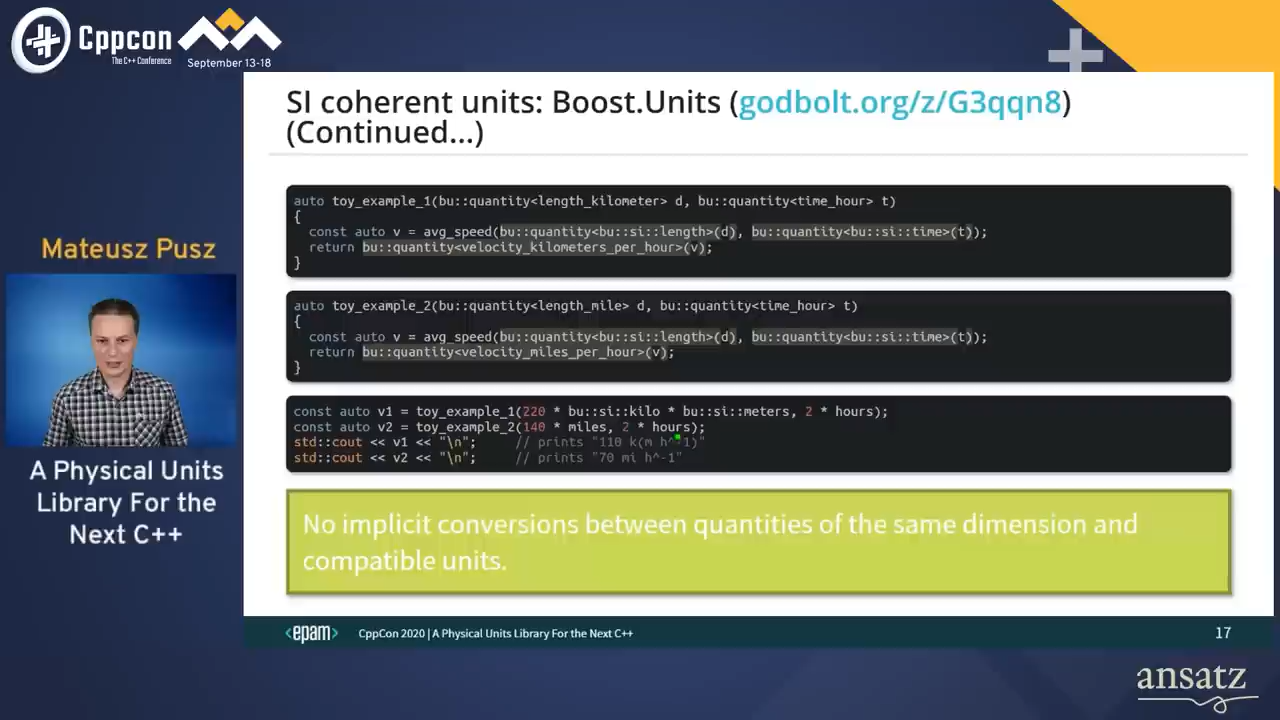 Cppcon
The C++ Conference
September 13-18
SI coherent units: Boost.Units (godbolt.org/z/G3qqn8)
(Continued...)
auto toy_example_1(bu::quantity<length_kilometer> d, bu::quantity<time_hour> t)
{
const auto v = avg_speed(bu::quantity<bu::si::length>(d), bu::quantity<bu::si::time>(t));
return bu::quantity<velocity_kilometers_per_hour>(v);
}
auto toy_example_2(bu::quantity<length_mile> d, bu::quantity<time_hour> t)
{
const auto v = avg_speed(bu::quantity<bu::si::length>(d), bu::quantity<bu::si::time>(t));
return bu::quantity<velocity_miles_per_hour>(v);
}
const auto v1 = toy_example_1(220 * bu::si::kilo * bu::si::meters, 2 * hours);
const auto v2 = toy_example_2(140 * miles, 2 * hours);
std::cout << v1 << "\n"; // prints "110 k(m h^-1)"
std::cout << v2 << "\n"; // prints "70 mi h^-1"
No implicit conversions between quantities of the same dimension and
compatible units.
Mateusz Pusz
A Physical Units
Library For the
Next C++
<epam> CppCon 2020 | A Physical Units Library For the Next C++ 17
ansatz